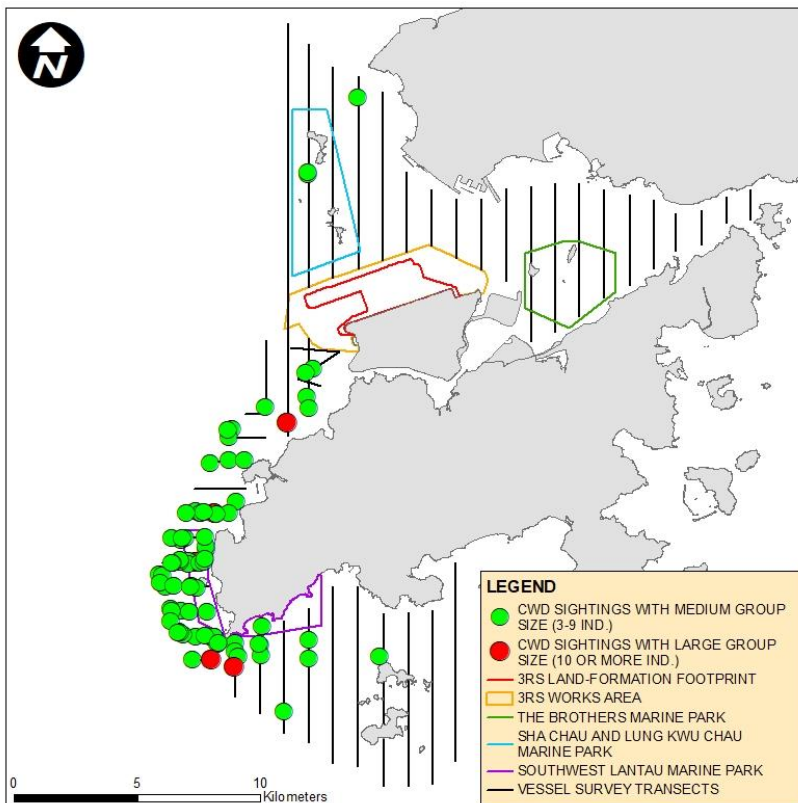 N
LEGEND
CWD SIGHTINGS WITH MEDIUM GROUP
SIZE (3-9 IND.)
CWD SIGHTINGS WITH LARGE GROUP
SIZE (10 OR MORE IND.)
3RS LAND-FORMATION FOOTPRINT
3RS WORKS AREA
THE BROTHERS MARINE PARK
SHA CHAU AND LUNG KWU CHAU
MARINE PARK
SOUTHWEST LANTAU MARINE PARK
VESSEL SURVEY TRANSECTS
0 5 10
Kilometers